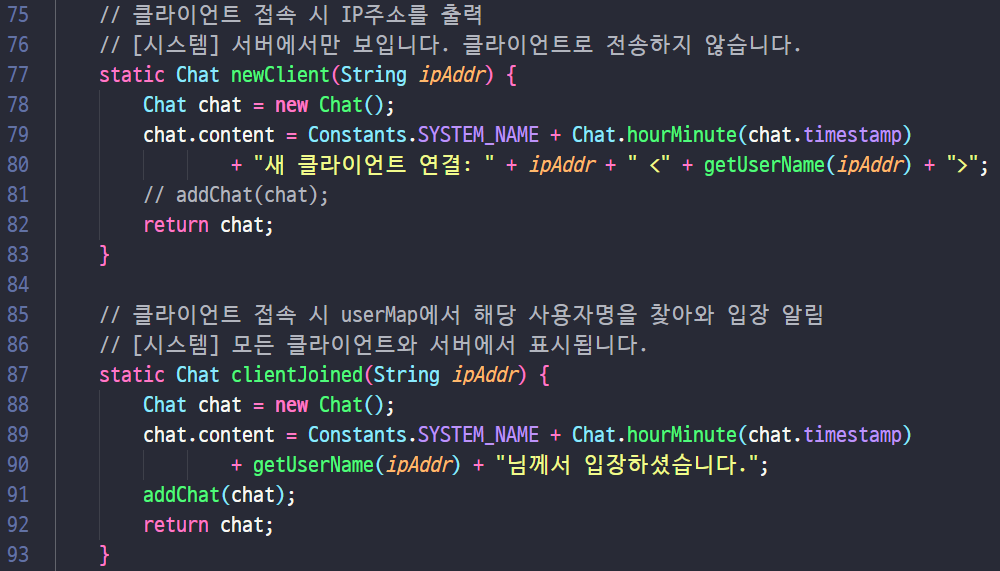 75 // 클라이언트 접속 시 IP주소를 출력
76 // [시스템] 서버에서만 보입니다. 클라이언트로 전송하지 않습니다.
77 static Chat newClient(String ipAddr) {
78 Chat chat = new Chat();
79 chat.content = Constants.SYSTEM_NAME + Chat.hourMinute(chat.timestamp)
80 + "새 클라이언트 연결: " + ipAddr + " <" + getUserName(ipAddr) + ">";
81 // addChat(chat);
82 return chat;
83 }
84
85 // 클라이언트 접속 시 userMap에서 해당 사용자명을 찾아와 입장 알림
86 // [시스템] 모든 클라이언트와 서버에서 표시됩니다.
87 static Chat clientJoined(String ipAddr) {
88 Chat chat = new Chat();
89 chat.content = Constants.SYSTEM_NAME + Chat.hourMinute(chat.timestamp)
90 + getUserName(ipAddr) + "님께서 입장하셨습니다.";
91 addChat(chat);
92 return chat;
93 }